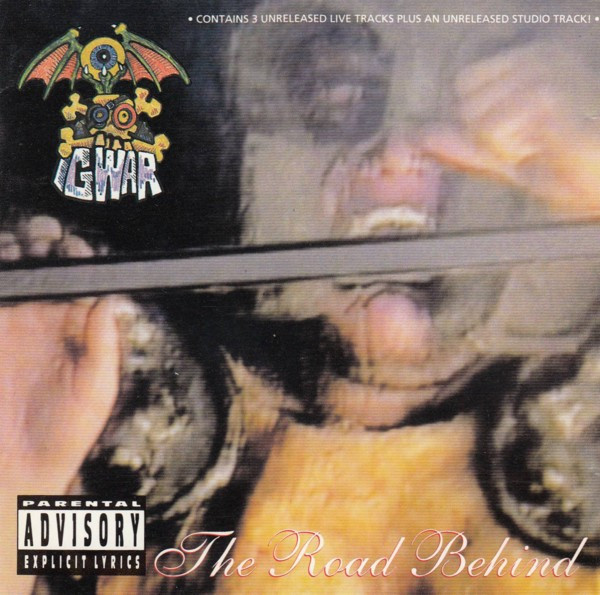 • CONTAINS 3 UNRELEASED LIVE TRACKS PLUS AN UNRELEASED STUDIO TRACK! •
GWAR
PARENTAL
ADVISORY
EXPLICIT LYRICS
The Road Behind